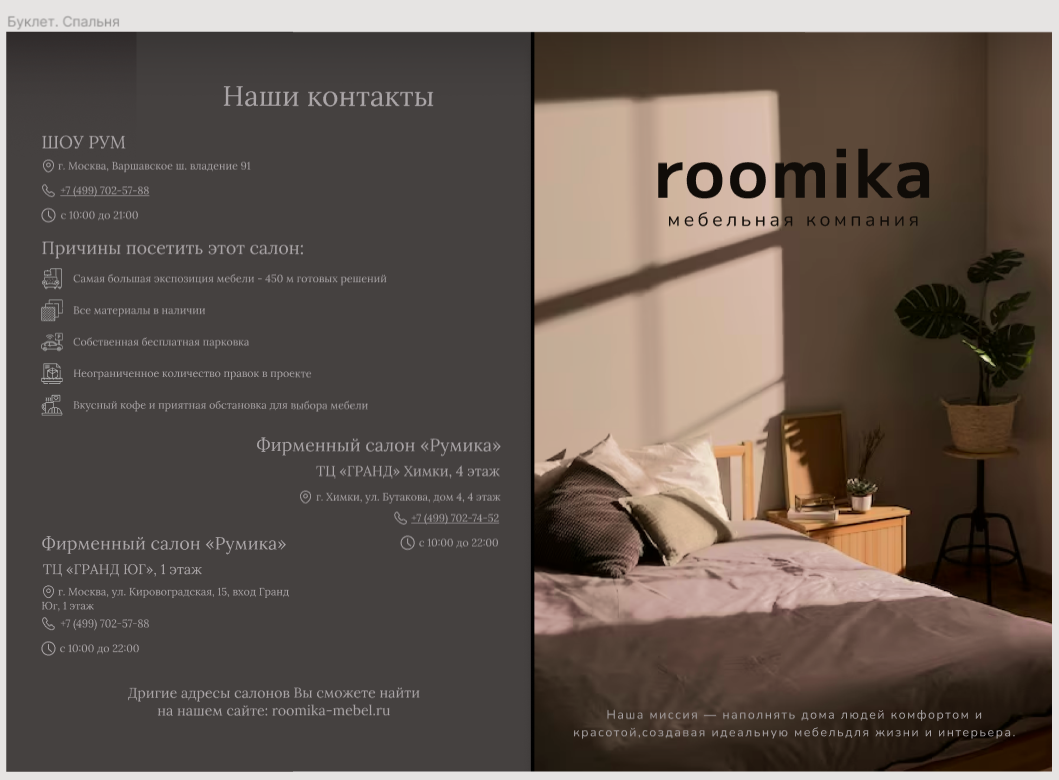 Буклет. Спальня
Наши контакты
ШОУ РУМ
г. Москва, Варшавское ш. владение 91
+7 (499) 702-57-88
с 10:00 до 21:00
Причины посетить этот салон:
Самая большая экспозиция мебели - 450 м готовых решений
Все материалы в наличии
Собственная бесплатная парковка
Неограниченное количество правок в проекте
Вкусный кофе и приятная обстановка для выбора мебели
Фирменный салон «Румика»
ТЦ «ГРАНД» Химки, 4 этаж
г. Химки, ул. Бутакова, дом 4, 4 этаж
+7 (499) 702-74-52
с 10:00 до 22:00
Фирменный салон «Румика»
ТЦ «ГРАНД ЮГ», 1 этаж
г. Москва, ул. Кировоградская, 15, вход Гранд
Юг, 1 этаж
+7 (499) 702-57-88
с 10:00 до 22:00
Дригие адресы салонов Вы сможете найти
на нашем сайте: roomika-mebel.ru
roomika
мебельная компания
Наша миссия — наполнять дома людей комфортом и
красотой,создавая идеальную мебельдля жизни и интерьера.